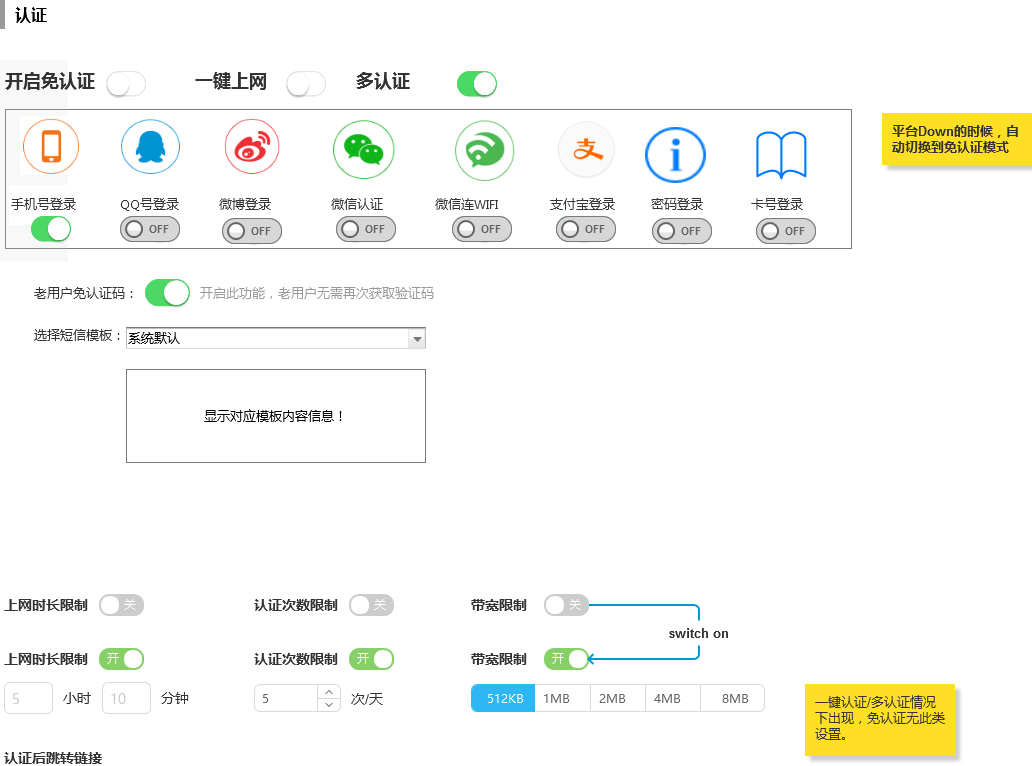 认证
开启免认证 一键上网 多认证
平台Down的时候，自
动切换到免认证模式
支
手机号登录 QQ号登录 微博登录 微信认证 微信连WIFI 支付宝登录 密码登录 卡号登录
OFF OFF OFF OFF OFF OFF OFF
老用户免认证码： 开启此功能，老用户无需再次获取验证码
选择短信模板： 系统默认
显示对应模板内容信息！
上网时长限制 关 认证次数限制 关 带宽限制 关
switch on
上网时长限制 开 认证次数限制 开 带宽限制 开
5 小时 10 分钟 5 次/天 512KB 1MB 2MB 4MB 8MB
一键认证/多认证情况
下出现，免认证无此类
设置。
认证后跳转链接